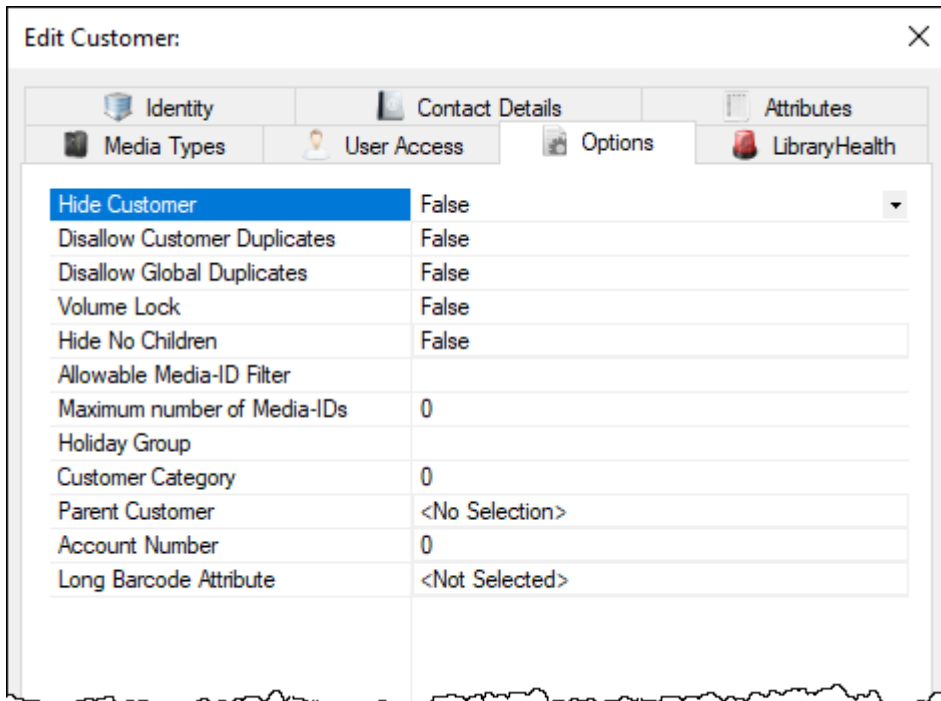 Edit Customer:
Identity Contact Details Attributes
Media Types User Access Options LibraryHealth
Hide Customer False
Disallow Customer Duplicates False
Disallow Global Duplicates False
Volume Lock False
Hide No Children False
Allowable Media-ID Filter
Maximum number of Media-IDs 0
Holiday Group
Customer Category 0
Parent Customer <No Selection>
Account Number 0
Long Barcode Attribute <Not Selected>